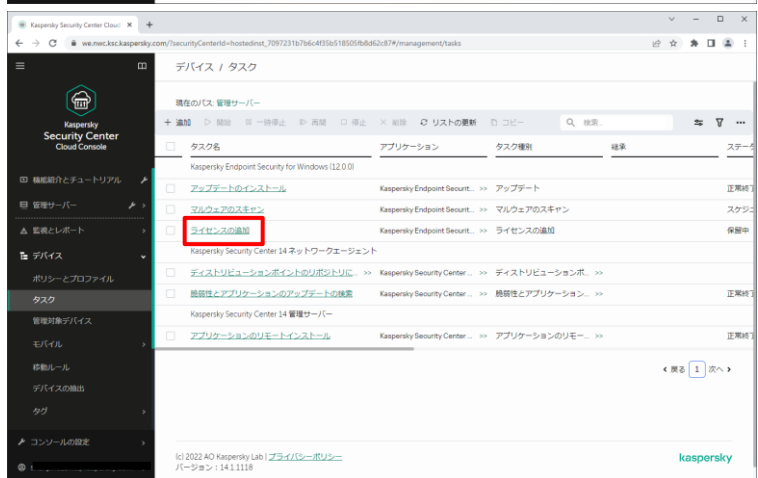 Kaspersky Security Center Cloud
we.nwc.ksc.kaspersky.com/?securityCenterId=hostedinst_7097231b7b6c4f35b518505fb8d62c87#/management/tasks
デバイス / タスク
現在のパス: 管理サーバー
+ 追加 開始 一時停止 再開 停止 × 削除 リストの更新 コピー 検索...
タスク名 アプリケーション タスク種別 継承 ステータ
Kaspersky Endpoint Security for Windows (12.0.0)
アップデートのインストール Kaspersky Endpoint Securit... >> アップデート 正常終了
マルウェアのスキャン Kaspersky Endpoint Securit... >> マルウェアのスキャン スケジュ
ライセンスの追加 Kaspersky Endpoint Securit... >> ライセンスの追加 保留中
Kaspersky Security Center 14 ネットワークエージェント
ディストリビューションポイントのリポジトリに... >> Kaspersky Security Center ... >> ディストリビューションポ... >>
脆弱性とアプリケーションのアップデートの検索 Kaspersky Security Center ... >> 脆弱性とアプリケーション... >> 正常終了
Kaspersky Security Center 14 管理サーバー
アプリケーションのリモートインストール Kaspersky Security Center ... >> アプリケーションのリモー... >> 正常終了
戻る 1 次へ
Kaspersky
Security Center
Cloud Console
機能紹介とチュートリアル
管理サーバー
監視とレポート
デバイス
ポリシーとプロファイル
タスク
管理対象デバイス
モバイル
移動ルール
デバイスの抽出
タグ
コンソールの設定
(c) 2022 AO Kaspersky Lab | プライバシーポリシー
バージョン : 14.1.1118
kaspersky